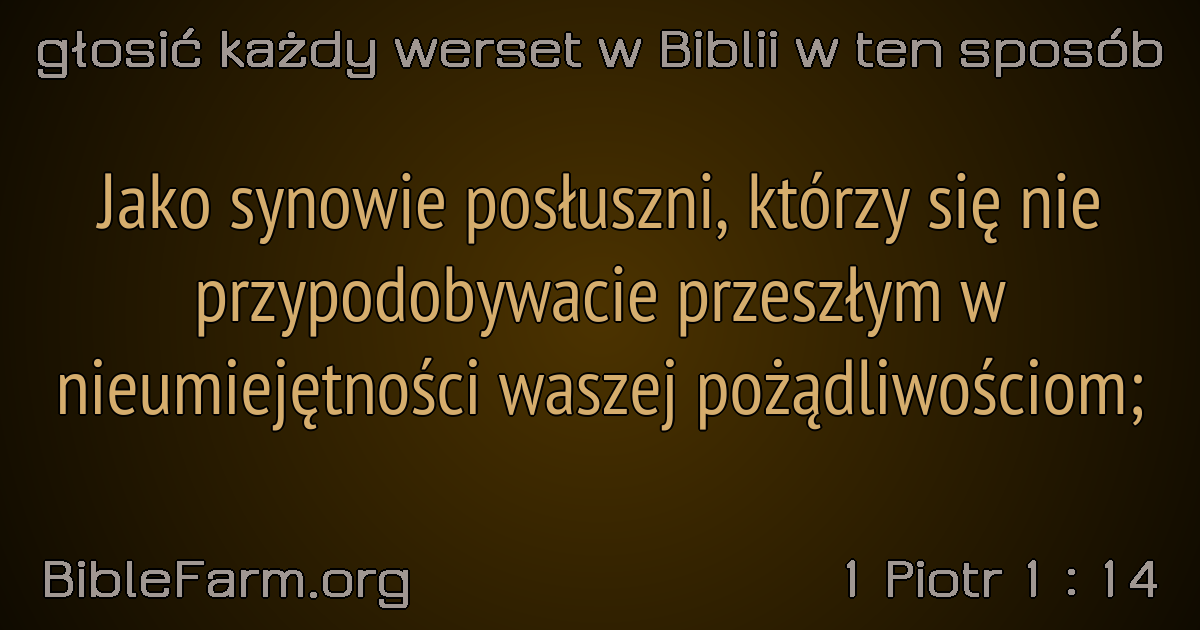 głosić każdy werset w Biblii w ten sposób
Jako synowie posłuszni, którzy się nie
przypodobywacie przeszłym w
nieumiejętności waszej pożądliwościom;
BibleFarm.org
1 Piotr 1 : 14